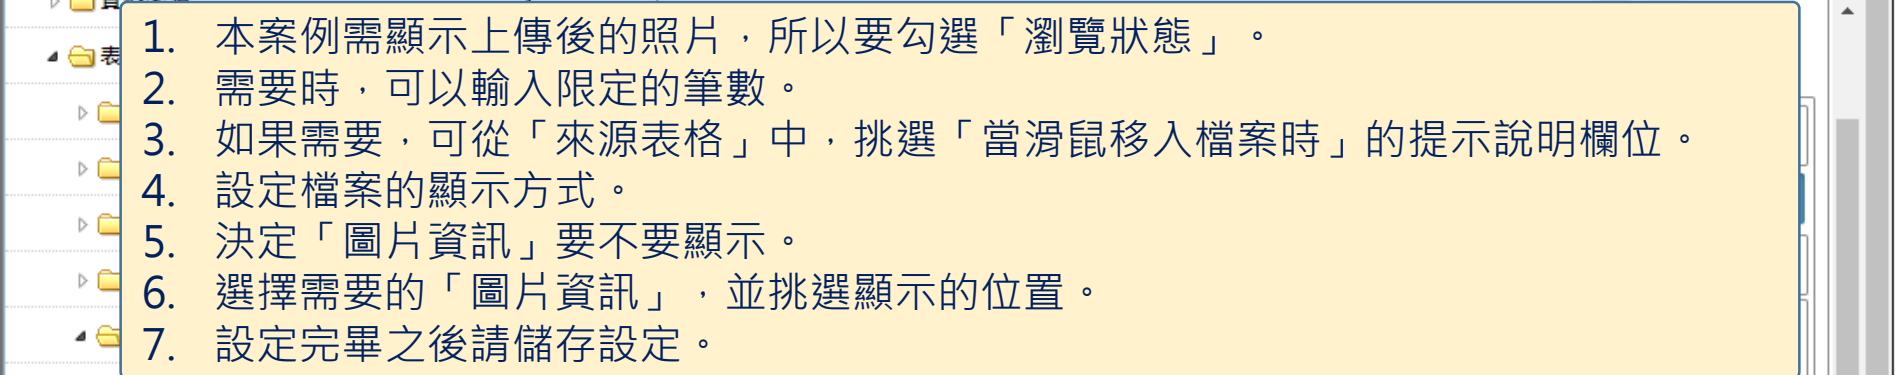 1. 本案例需顯示上傳後的照片，所以要勾選「瀏覽狀態」。
表
2. 需要時，可以輸入限定的筆數。
3. 如果需要，可從「來源表格」中，挑選「當滑鼠移入檔案時」的提示說明欄位。
4. 設定檔案的顯示方式。
5. 決定「圖片資訊」要不要顯示。
6. 選擇需要的「圖片資訊」，並挑選顯示的位置。
7. 設定完畢之後請儲存設定。